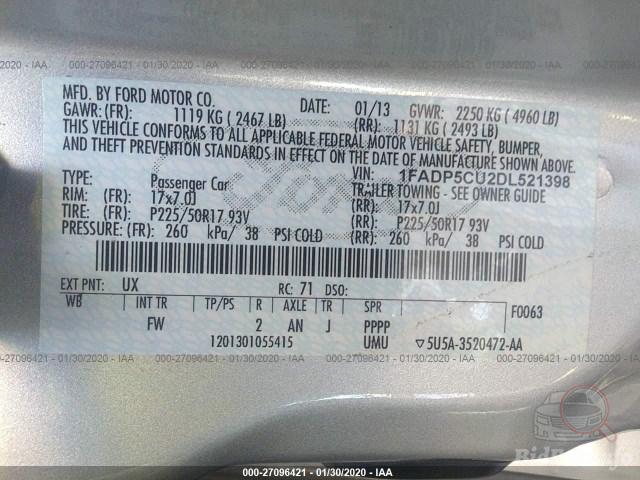 000-27096421 - 01/30/2020 - IAA
MFD. BY FORD MOTOR CO.
DATE: 01/13 GVWR: 2250 KG ( 4960 LB)
GAWR: (FR): 1119 KG ( 2467 LB) (RR): 1131 KG ( 2493 LB)
THIS VEHICLE CONFORMS TO ALL APPLICABLE FEDERAL MOTOR VEHICLE SAFETY, BUMPER,
AND THEFT PREVENTION STANDARDS IN EFFECT ON THE DATE OF MANUFACTURE SHOWN ABOVE.
VIN: 1FADP5CU2DL521398
TYPE: Passenger Car TRAILER TOWING - SEE OWNER GUIDE
RIM: (FR): 17x7.0J (RR): 17x7.0J
TIRE: (FR): P225/50R17 93V (RR): P225/50R17 93V
PRESSURE: (FR): 260 kPa/ 38 PSI COLD (RR): 260 kPa/ 38 PSI COLD
EXT PNT: UX RC: 71 DSO:
WB INT TR TP/PS R AXLE TR SPR F0063
FW 2 AN J PPPP
1201301055415 UMU ▽5U5A-3520472-AA
000-27096421 - 01/30/2020 - IAA
000-27096421 - 01/30/2020 - IAA